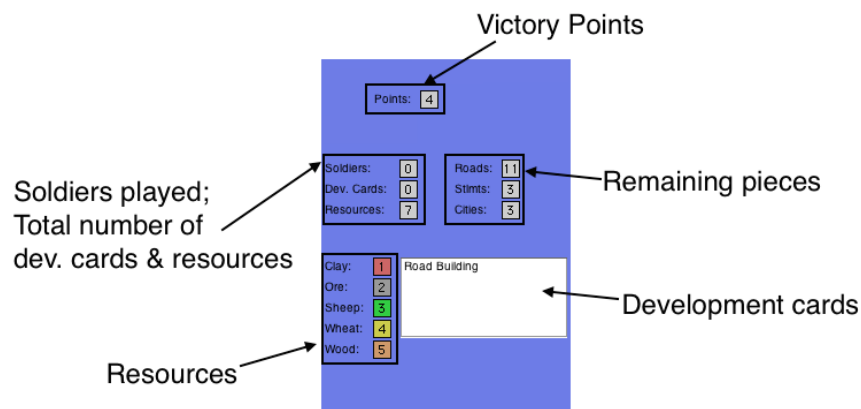 Victory Points
Points: 4
Soldiers: 0
Dev. Cards: 0
Resources: 7
Roads: 11
Stlmts: 3
Cities: 3
Soldiers played;
Total number of
dev. cards & resources
Remaining pieces
Clay: 1
Ore: 2
Sheep: 3
Wheat: 4
Wood: 5
Road Building
Development cards
Resources